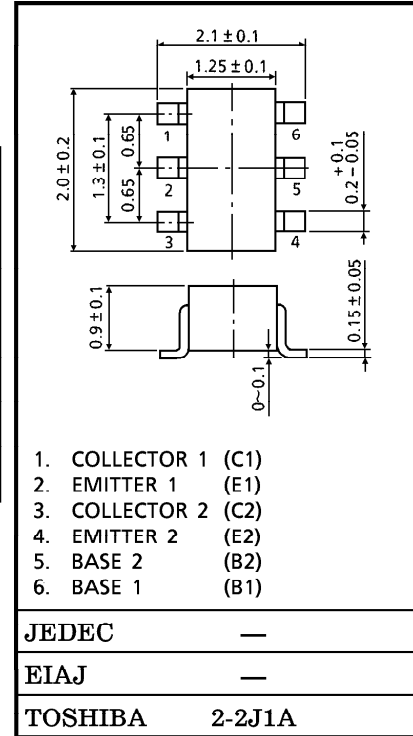 2.1±0.1
1.25±0.1
2.0±0.2
1.3±0.1
0.65
0.65
1
2
3
6
5
4
+0.1
0.2-0.05
0.9±0.1
0.15±0.05
0~0.1
1. COLLECTOR 1 (C1)
2. EMITTER 1 (E1)
3. COLLECTOR 2 (C2)
4. EMITTER 2 (E2)
5. BASE 2 (B2)
6. BASE 1 (B1)
JEDEC —
EIAJ —
TOSHIBA 2-2J1A